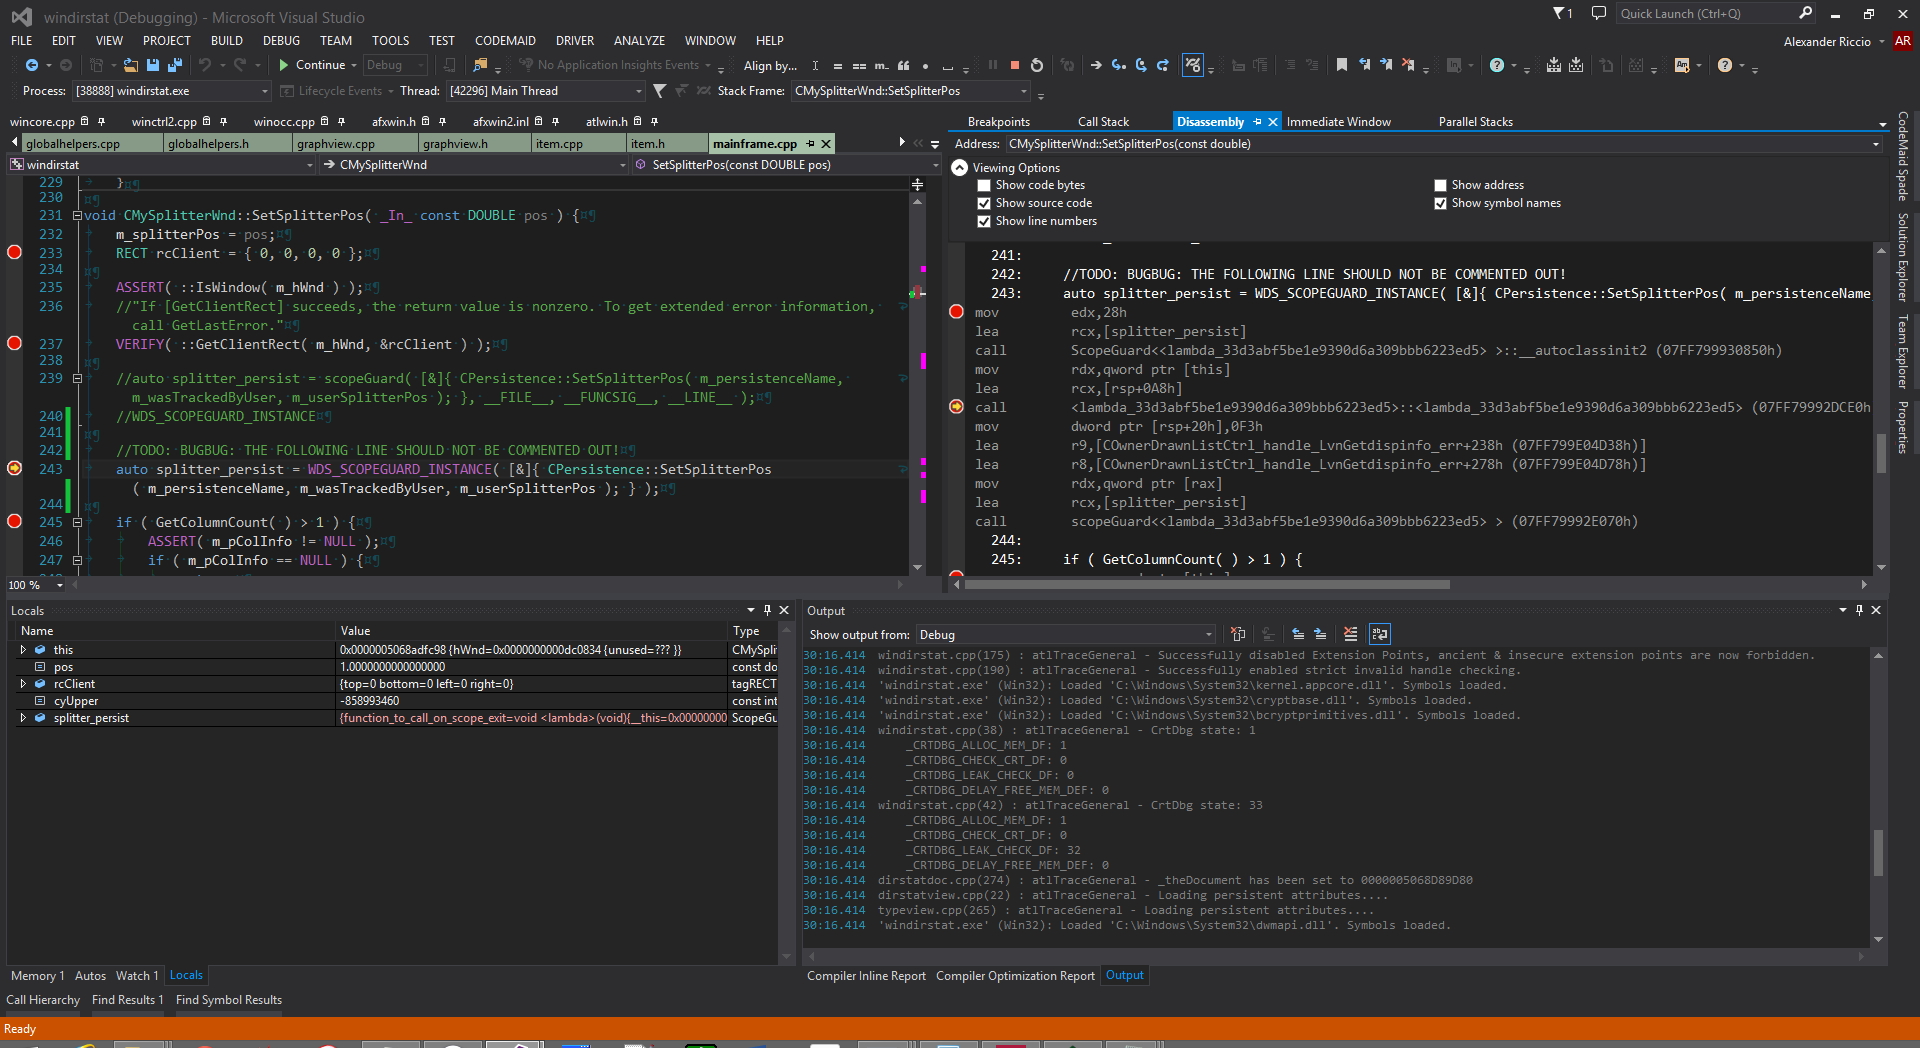 windirstat (Debugging) - Microsoft Visual Studio
1
Quick Launch (Ctrl+Q)
FILE EDIT VIEW PROJECT BUILD DEBUG TEAM TOOLS TEST CODEMAID DRIVER ANALYZE WINDOW HELP
Alexander Riccio AR
Continue Debug No Application Insights Events Align by...
Process: [38888] windirstat.exe Lifecycle Events Thread: [42296] Main Thread Stack Frame: CMySplitterWnd::SetSplitterPos
wincore.cpp winctrl2.cpp winocc.cpp afxwin.h afxwin2.inl atlwin.h
globalhelpers.cpp globalhelpers.h graphview.cpp graphview.h item.cpp item.h mainframe.cpp
windirstat CMySplitterWnd SetSplitterPos(const DOUBLE pos)
229 }
230
231 void CMySplitterWnd::SetSplitterPos( _In_ const DOUBLE pos ) {
232 m_splitterPos = pos;
233 RECT rcClient = { 0, 0, 0, 0 };
234
235 ASSERT( ::IsWindow( m_hWnd ) );
236 //"If [GetClientRect] succeeds, the return value is nonzero. To get extended error information,
call GetLastError."
237 VERIFY( ::GetClientRect( m_hWnd, &rcClient ) );
238
239 //auto splitter_persist = scopeGuard( [&]{ CPersistence::SetSplitterPos( m_persistenceName,
m_wasTrackedByUser, m_userSplitterPos ); }, __FILE__, __FUNCSIG__, __LINE__ );
240 //WDS_SCOPEGUARD_INSTANCE
241
242 //TODO: BUGBUG: THE FOLLOWING LINE SHOULD NOT BE COMMENTED OUT!
243 auto splitter_persist = WDS_SCOPEGUARD_INSTANCE( [&]{ CPersistence::SetSplitterPos
( m_persistenceName, m_wasTrackedByUser, m_userSplitterPos ); } );
244
245 if ( GetColumnCount( ) > 1 ) {
246 ASSERT( m_pColInfo != NULL );
247 if ( m_pColInfo == NULL ) {
100 %
Breakpoints Call Stack Disassembly Immediate Window Parallel Stacks
Address: CMySplitterWnd::SetSplitterPos(const double)
Viewing Options
Show code bytes Show address
Show source code Show symbol names
Show line numbers
241:
242: //TODO: BUGBUG: THE FOLLOWING LINE SHOULD NOT BE COMMENTED OUT!
243: auto splitter_persist = WDS_SCOPEGUARD_INSTANCE( [&]{ CPersistence::SetSplitterPos( m_persistenceName,
mov edx,28h
lea rcx,[splitter_persist]
call ScopeGuard<<lambda_33d3abf5be1e9390d6a309bbb6223ed5> >::__autoclassinit2 (07FF799930850h)
mov rdx,qword ptr [this]
lea rcx,[rsp+0A8h]
call <lambda_33d3abf5be1e9390d6a309bbb6223ed5>::<lambda_33d3abf5be1e9390d6a309bbb6223ed5> (07FF79992DCE0h
mov dword ptr [rsp+20h],0F3h
lea r9,[COwnerDrawnListCtrl_handle_LvnGetdispinfo_err+238h (07FF799E04D38h)]
lea r8,[COwnerDrawnListCtrl_handle_LvnGetdispinfo_err+278h (07FF799E04D78h)]
mov rdx,qword ptr [rax]
lea rcx,[splitter_persist]
call scopeGuard<<lambda_33d3abf5be1e9390d6a309bbb6223ed5> > (07FF79992E070h)
244:
245: if ( GetColumnCount( ) > 1 ) {
CodeMaid Spade
Solution Explorer
Team Explorer
Properties
Locals
Name Value Type
this 0x0000005068adfc98 {hWnd=0x0000000000dc0834 {unused=??? }} CMySplit
pos 1.0000000000000000 const do
rcClient {top=0 bottom=0 left=0 right=0} tagRECT
cyUpper -858993460 const int
splitter_persist {function_to_call_on_scope_exit=void <lambda>(void){__this=0x00000000 ScopeGu
Memory 1 Autos Watch 1 Locals
Call Hierarchy Find Results 1 Find Symbol Results
Output
Show output from: Debug
30:16.414 windirstat.cpp(175) : atlTraceGeneral - Successfully disabled Extension Points, ancient & insecure extension points are now forbidden.
30:16.414 windirstat.cpp(190) : atlTraceGeneral - Successfully enabled strict invalid handle checking.
30:16.414 'windirstat.exe' (Win32): Loaded 'C:\Windows\System32\kernel.appcore.dll'. Symbols loaded.
30:16.414 'windirstat.exe' (Win32): Loaded 'C:\Windows\System32\cryptbase.dll'. Symbols loaded.
30:16.414 'windirstat.exe' (Win32): Loaded 'C:\Windows\System32\bcryptprimitives.dll'. Symbols loaded.
30:16.414 windirstat.cpp(38) : atlTraceGeneral - CrtDbg state: 1
30:16.414 _CRTDBG_ALLOC_MEM_DF: 1
30:16.414 _CRTDBG_CHECK_CRT_DF: 0
30:16.414 _CRTDBG_LEAK_CHECK_DF: 0
30:16.414 _CRTDBG_DELAY_FREE_MEM_DEF: 0
30:16.414 windirstat.cpp(42) : atlTraceGeneral - CrtDbg state: 33
30:16.414 _CRTDBG_ALLOC_MEM_DF: 1
30:16.414 _CRTDBG_CHECK_CRT_DF: 0
30:16.414 _CRTDBG_LEAK_CHECK_DF: 32
30:16.414 _CRTDBG_DELAY_FREE_MEM_DEF: 0
30:16.414 dirstatdoc.cpp(274) : atlTraceGeneral - _theDocument has been set to 0000005068D89D80
30:16.414 dirstatview.cpp(22) : atlTraceGeneral - Loading persistent attributes....
30:16.414 typeview.cpp(265) : atlTraceGeneral - Loading persistent attributes....
30:16.414 'windirstat.exe' (Win32): Loaded 'C:\Windows\System32\dwmapi.dll'. Symbols loaded.
Compiler Inline Report Compiler Optimization Report Output
Ready